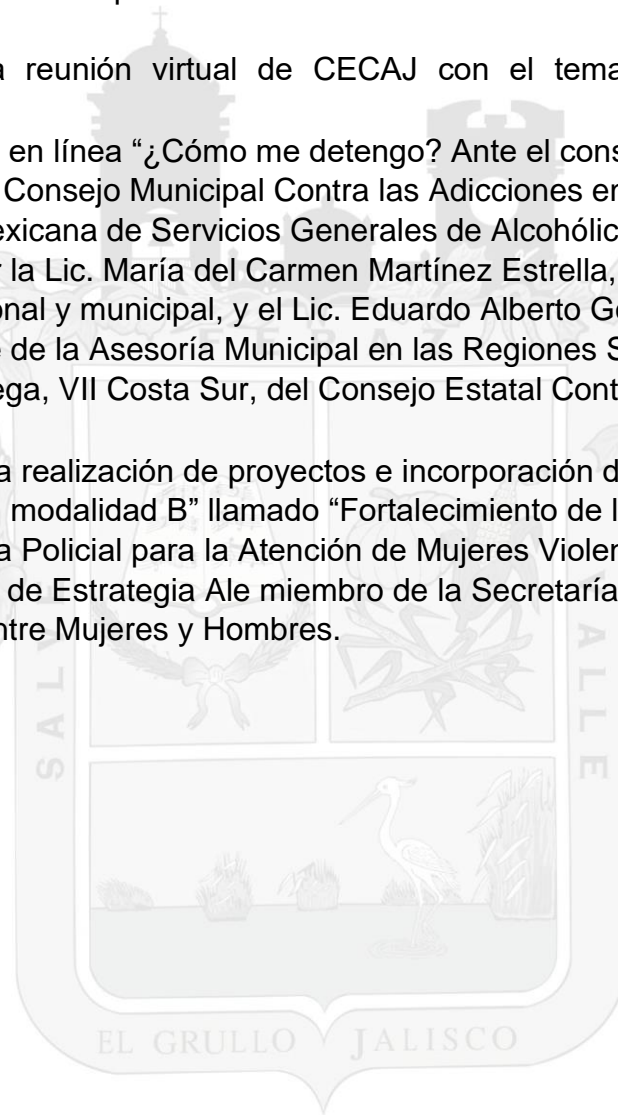 a reunión virtual de CECAJ con el tema
en línea “¿Cómo me detengo? Ante el cons
Consejo Municipal Contra las Adicciones en
exicana de Servicios Generales de Alcohólic
r la Lic. María del Carmen Martínez Estrella,
onal y municipal, y el Lic. Eduardo Alberto Go
e de la Asesoría Municipal en las Regiones S
ega, VII Costa Sur, del Consejo Estatal Cont
a realización de proyectos e incorporación d
modalidad B” llamado “Fortalecimiento de l
a Policial para la Atención de Mujeres Violen
de Estrategia Ale miembro de la Secretaría
ntre Mujeres y Hombres.
EL GRULLO JALISCO